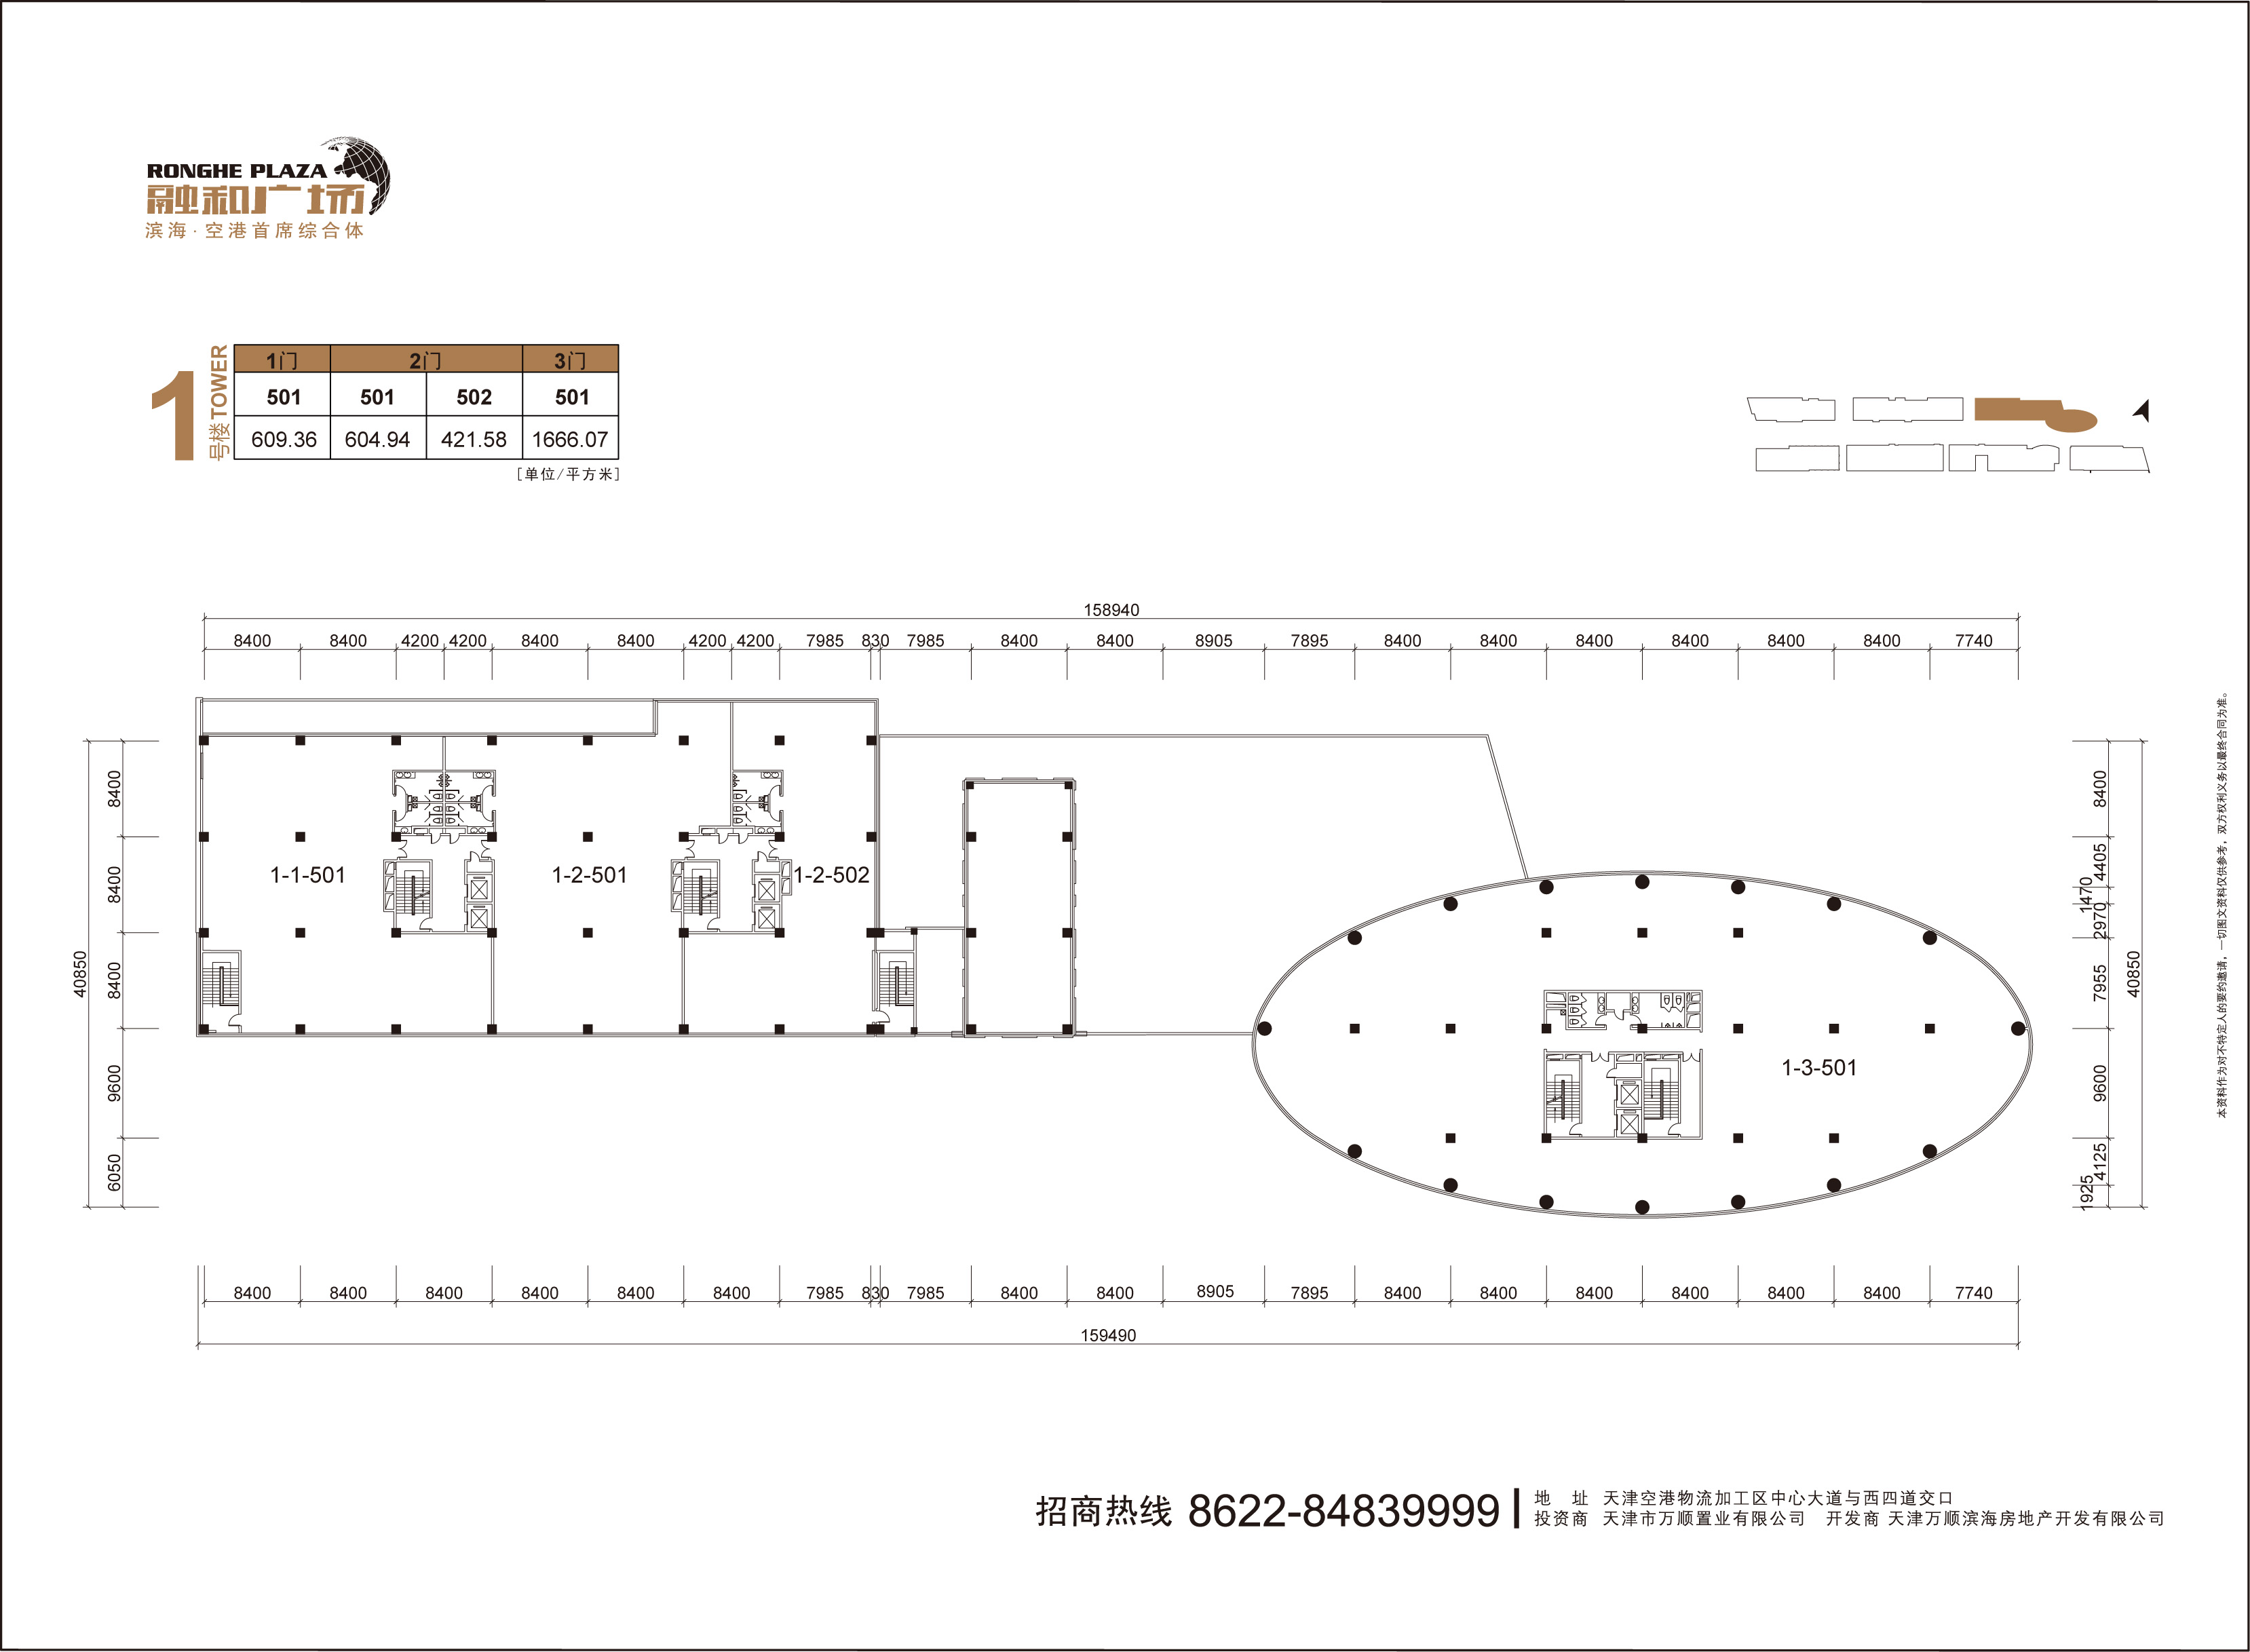 RONGHE PLAZA
融和广场
滨海·空港首席综合体
1 号楼 TOWER
1门 2门 3门
501 501 502 501
609.36 604.94 421.58 1666.07
[单位/平方米]
158940
8400 8400 4200 4200 8400 8400 4200 4200 7985 830 7985 8400 8400 8905 7895 8400 8400 8400 8400 8400 8400 7740
40850
8400
8400
8400
9600
6050
1-1-501
1-2-501
1-2-502
1-3-501
8400
4405
1470
2970
7955
9600
4125
1925
40850
8400 8400 8400 8400 8400 8400 7985 830 7985 8400 8400 8905 7895 8400 8400 8400 8400 8400 8400 7740
159490
本资料作为对不特定人的要约邀请，一切图文资料仅供参考，双方权利义务以最终合同为准。
招商热线 8622-84839999
地 址 天津空港物流加工区中心大道与西四道交口
投资商 天津市万顺置业有限公司 开发商 天津万顺滨海房地产开发有限公司